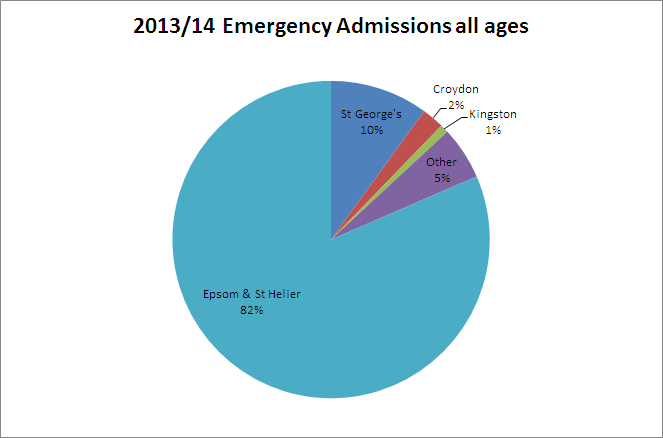 2013/14 Emergency Admissions all ages
St George's
10%
Croydon
2%
Kingston
1%
Other
5%
Epsom & St Helier
82%